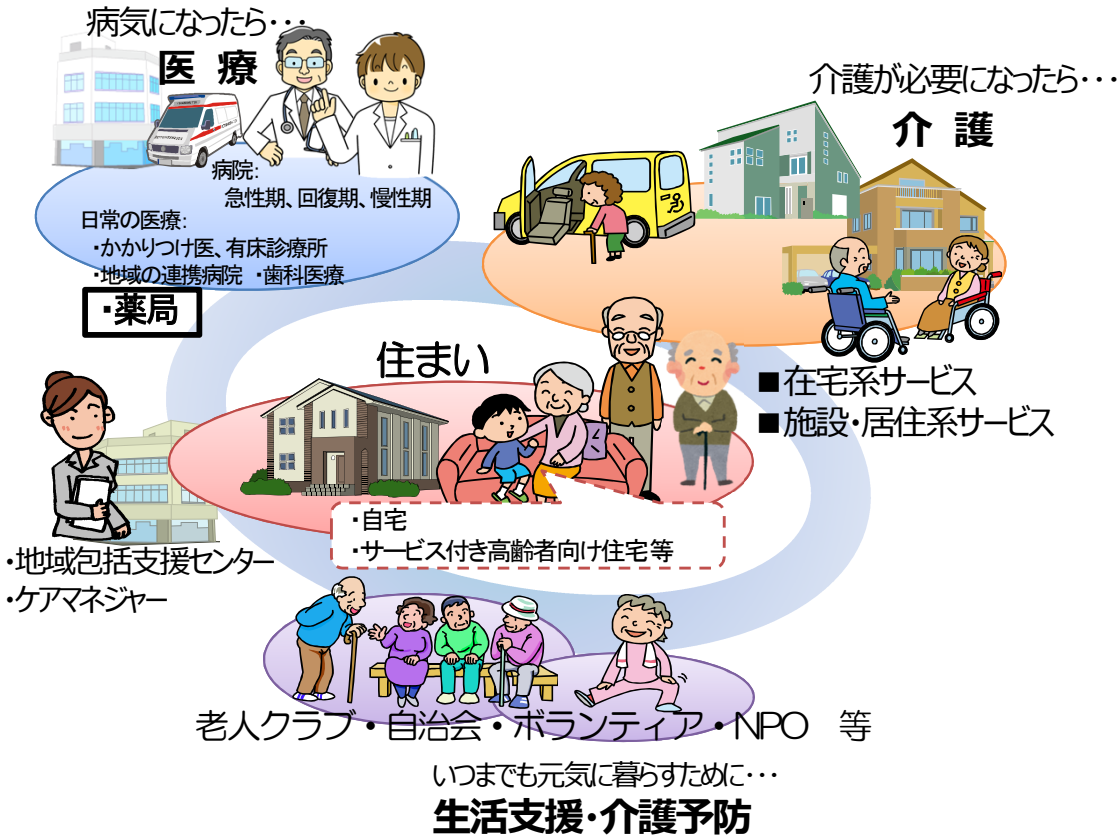 病気になったら・・・
医 療
病院:
急性期、回復期、慢性期
日常の医療:
・かかりつけ医、有床診療所
・地域の連携病院 ・歯科医療
・薬局
介護が必要になったら・・・
介 護
■在宅系サービス
■施設・居住系サービス
住まい
・自宅
・サービス付き高齢者向け住宅 等
・地域包括支援センター
・ケアマネジャー
老人クラブ・自治会・ボランティア・NPO 等
いつまでも元気に暮らすために・・・
生活支援・介護予防